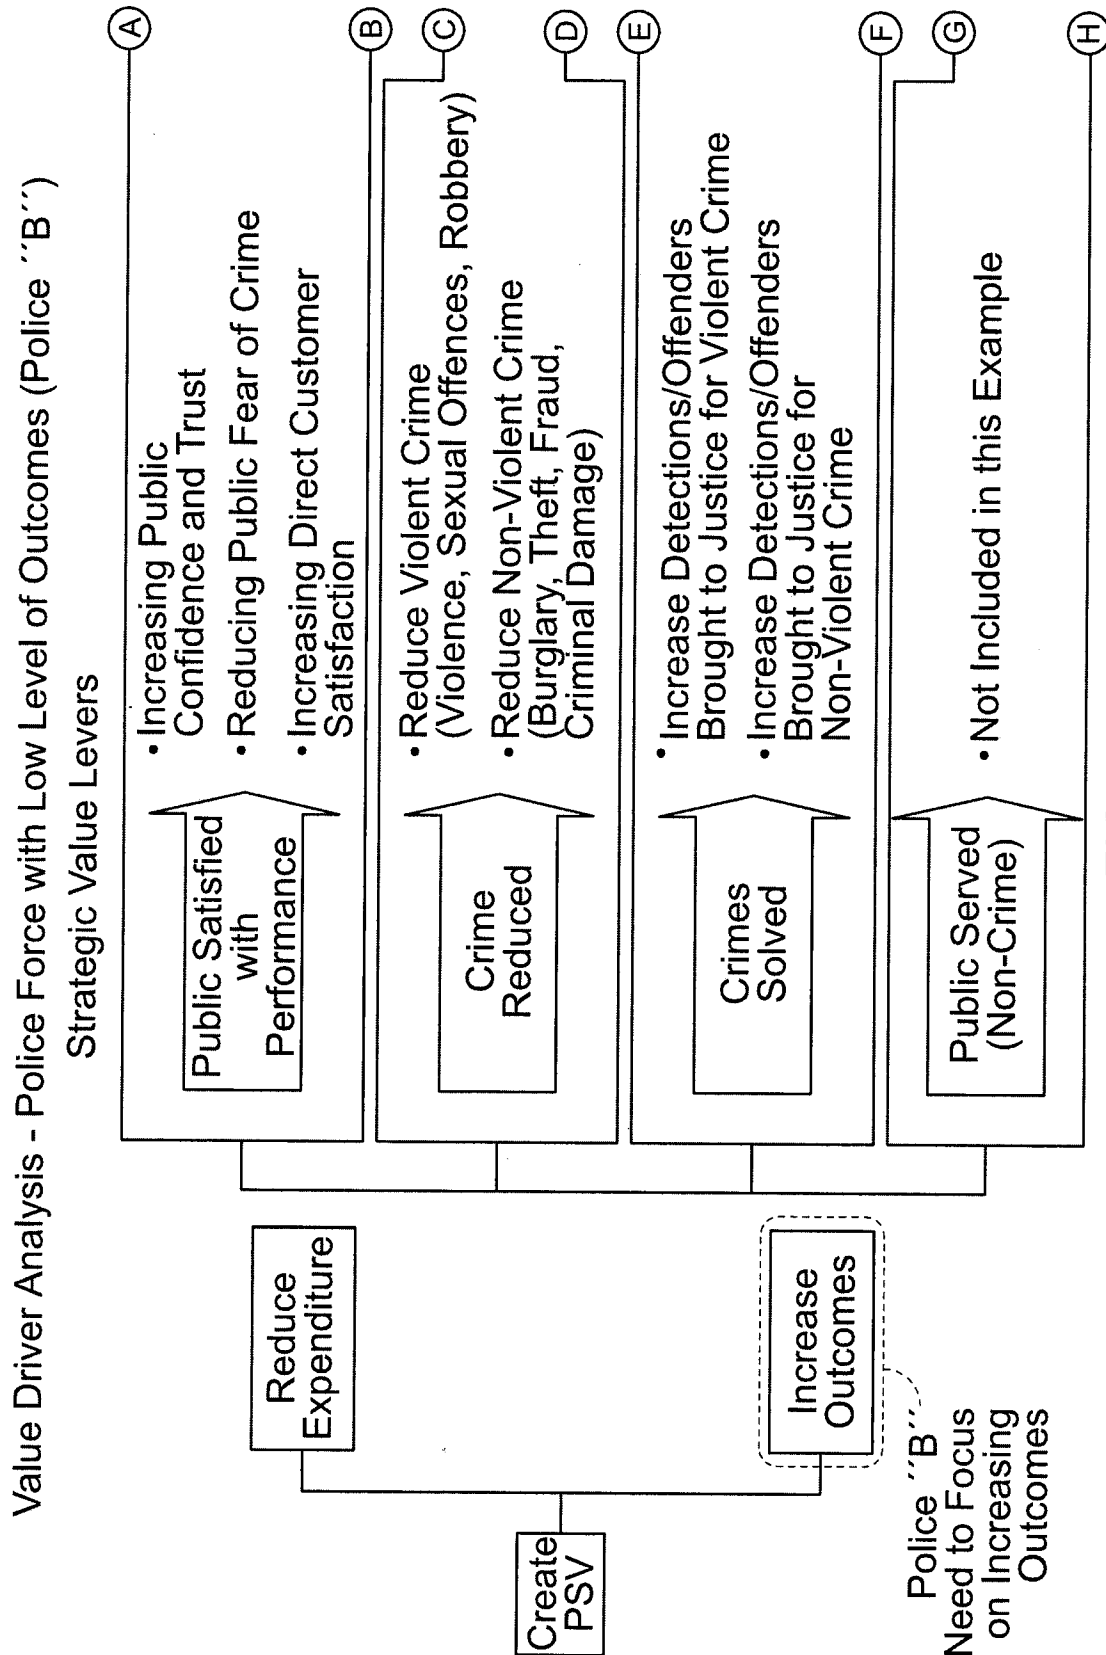 Value Driver Analysis - Police Force with Low Level of Outcomes (Police ´´B´´)
Strategic Value Levers
Create
PSV
Reduce
Expenditure
Increase
Outcomes
Police ´´B´´
Need to Focus
on Increasing
Outcomes
Public Satisfied
with
Performance
• Increasing Public
Confidence and Trust
• Reducing Public Fear of Crime
• Increasing Direct Customer
Satisfaction
A
B
Crime
Reduced
• Reduce Violent Crime
(Violence, Sexual Offences, Robbery)
• Reduce Non-Violent Crime
(Burglary, Theft, Fraud,
Criminal Damage)
C
D
Crimes
Solved
• Increase Detections/Offenders
Brought to Justice for Violent Crime
• Increase Detections/Offenders
Brought to Justice for
Non-Violent Crime
E
F
Public Served
(Non-Crime)
• Not Included in this Example
G
H